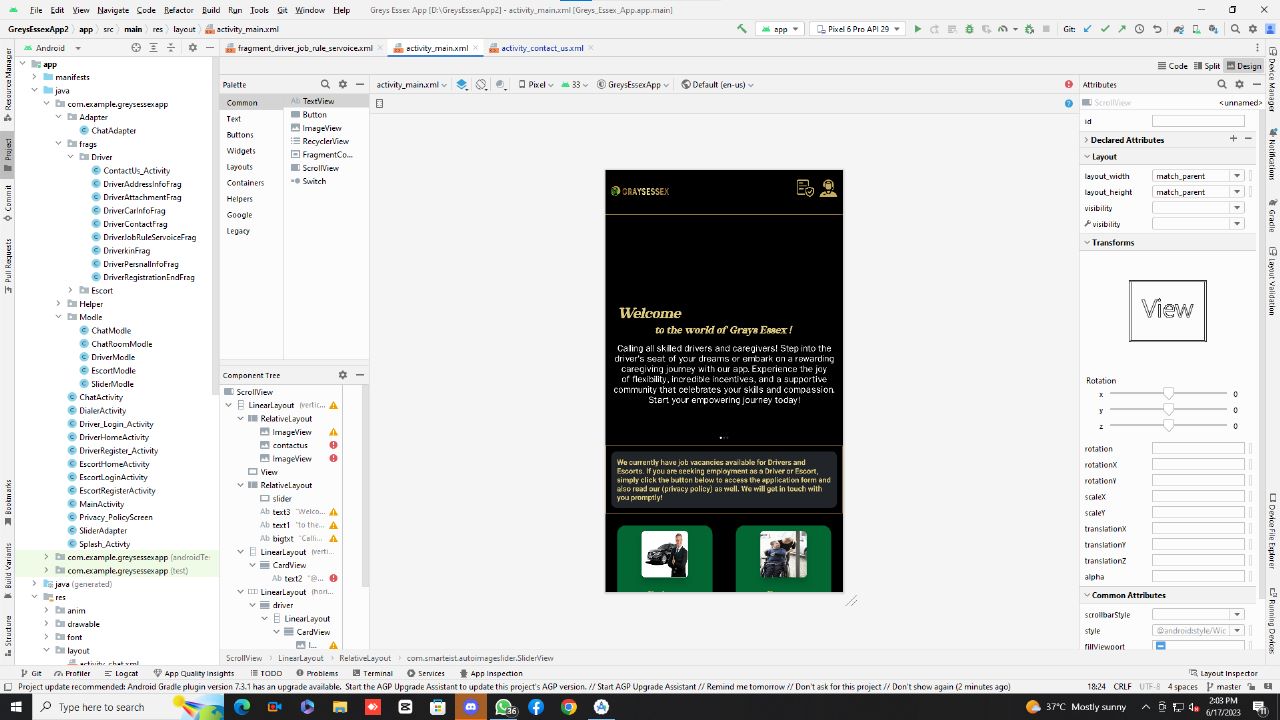 File Edit View Navigate Code Refactor Build Run Tools Git Window Help Greys Essex App [D:\GreysEssexApp2] - activity_main.xml [Greys_Essex_App.app.main]
GreysEssexApp2 app src main res layout activity_main.xml
app Pixel 6 Pro API 29 Git:
Android
fragment_driver_job_rule_servoice.xml activity_main.xml activity_contact_us.xml
Code Split Design
Resource Manager
Project
Commit
Pull Requests
Bookmarks
Build Variants
Structure
app
manifests
java
com.example.greysessexapp
Adapter
ChatAdapter
frags
Driver
ContactUs_Activity
DriverAddressInfoFrag
DriverAttachmentFrag
DriverCarInfoFrag
DriverContactFrag
DriverJobRuleServoiceFrag
DriverkinFrag
DriverPersnalInfoFrag
DriverRegistrationEndFrag
Escort
Helper
Modle
ChatModle
ChatRoomModle
DriverModle
EscortModle
SliderModle
ChatActivity
DialerActivity
Driver_Login_Activity
DriverHomeActivity
DriverRegister_Activity
EscortHomeActivity
EscortLoginActivity
EscortRegisterActivity
MainActivity
Privacy_PolicyScreen
SliderAdapter
Splash_Activity
com.example.greysessexapp (androidTe
com.example.greysessexapp (test)
java (generated)
res
anim
drawable
font
layout
activity_chat.xml
Palette
Common
Text
Buttons
Widgets
Layouts
Containers
Helpers
Google
Legacy
Ab TextView
Button
ImageView
RecyclerView
FragmentCo...
ScrollView
Switch
Component Tree
ScrollView
LinearLayout (vertic...
RelativeLayout
ImageView
contactus
ImageView
View
RelativeLayout
slider
Ab text3 "Welco...
Ab text1 "to the...
Ab bigtxt "Calli...
LinearLayout (verti...
CardView
Ab text2 "@...
LinearLayout (hori...
driver
LinearLayout
CardView
I...
activity_main.xml Pixel 33 GreysEssexApp Default (en-us)
GRAYSESSEX
Welcome
to the world of Grays Essex !
Calling all skilled drivers and caregivers! Step into the
driver's seat of your dreams or embark on a rewarding
caregiving journey with our app. Experience the joy
of flexibility, incredible incentives, and a supportive
community that celebrates your skills and compassion.
Start your empowering journey today!
We currently have job vacancies available for Drivers and
Escorts. If you are seeking employment as a Driver or Escort,
simply click the button below to access the application form and
also read our (privacy policy) as well. We will get in touch with
you promptly!
Attributes
ScrollView <unnamed>
id
Declared Attributes
Layout
layout_width match_parent
layout_height match_parent
visibility
visibility
Transforms
View
Rotation
x 0
y 0
z 0
rotation
rotationX
rotationY
scaleX
scaleY
translationX
translationY
translationZ
alpha
Common Attributes
scrollbarStyle
style @android:style/Wic
fillViewport
Device Manager
Notifications
Gradle
Layout Validation
Device File Explorer
Running Devices
ScrollView LinearLayout RelativeLayout com.smarteist.autoimageslider.SliderView
Git Profiler Logcat App Quality Insights TODO Problems Terminal Services App Inspection Layout Inspector
Project update recommended: Android Gradle plugin version 7.3.1 has an upgrade available. Start the AGP Upgrade Assistant to update this project's AGP version. // Start AGP Upgrade Assistant // Remind me tomorrow // Don't ask for this project // Don't show again (2 minutes ago) 18:24 CRLF UTF-8 4 spaces master
Type here to search 36 37°C Mostly sunny 2:03 PM
6/17/2023